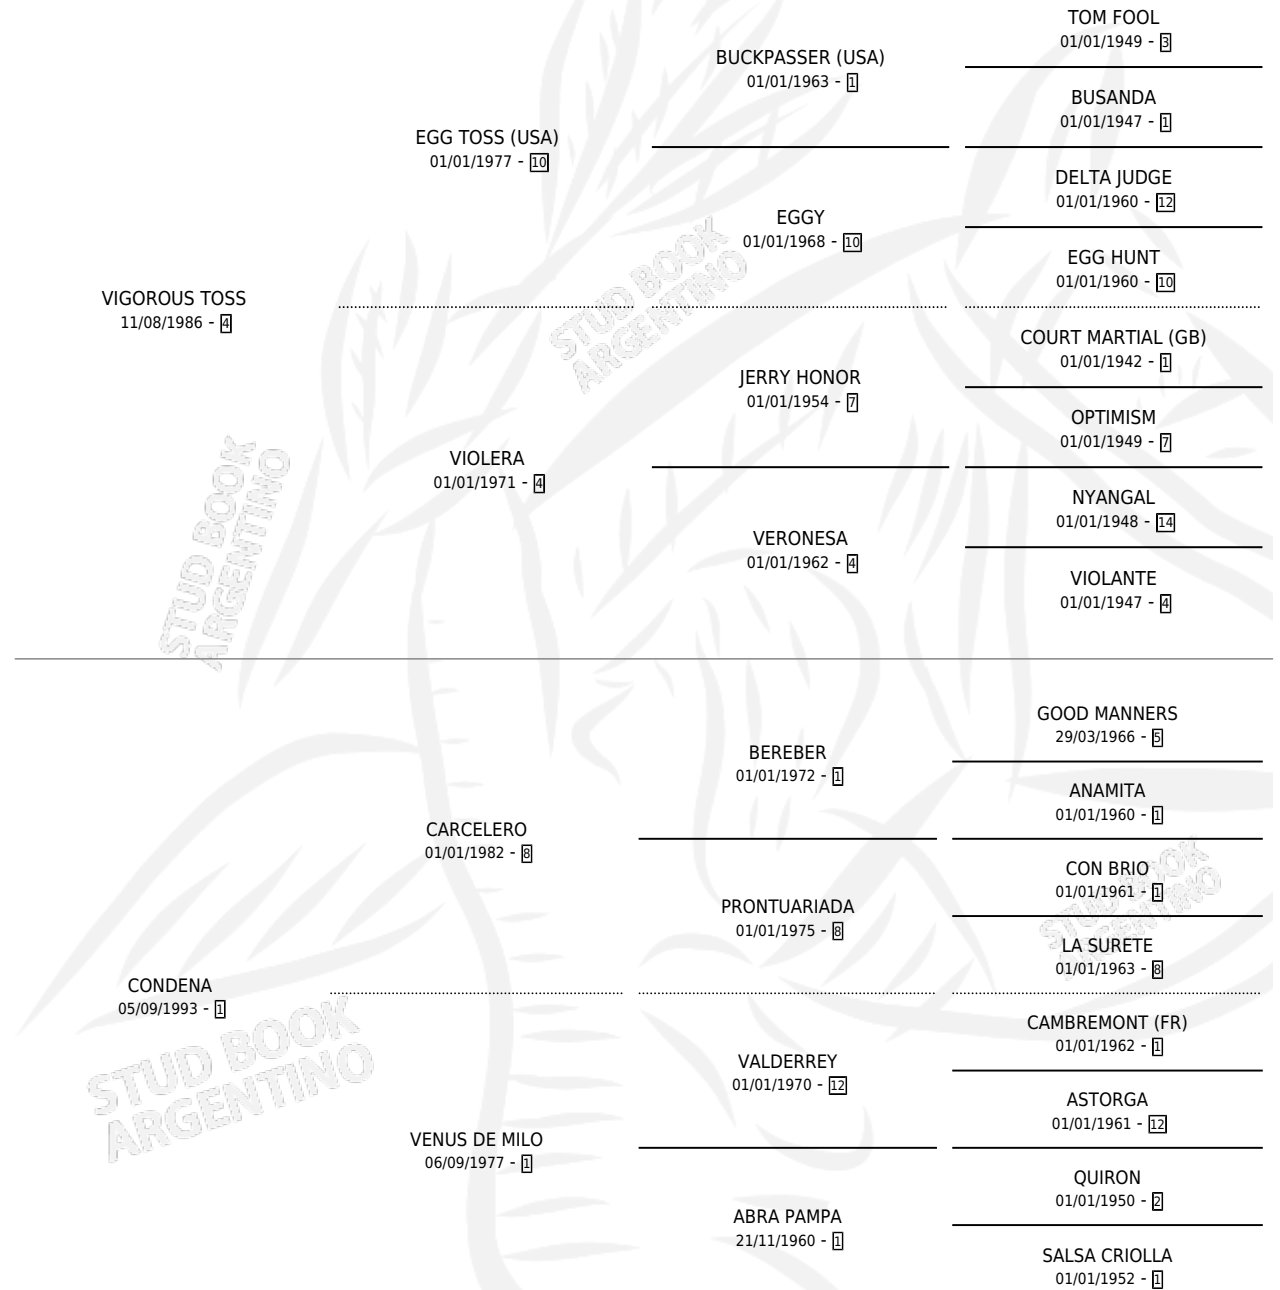 TOM FOOL
01/01/1949 - 3
BUCKPASSER (USA)
01/01/1963 - 1
BUSANDA
01/01/1947 - 1
EGG TOSS (USA)
01/01/1977 - 10
DELTA JUDGE
01/01/1960 - 12
EGGY
01/01/1968 - 10
EGG HUNT
01/01/1960 - 10
VIGOROUS TOSS
11/08/1986 - 4
STUD BOOK
ARGENTINO
COURT MARTIAL (GB)
01/01/1942 - 1
JERRY HONOR
01/01/1954 - 7
OPTIMISM
01/01/1949 - 7
VIOLERA
01/01/1971 - 4
NYANGAL
01/01/1948 - 14
VERONESA
01/01/1962 - 4
VIOLANTE
01/01/1947 - 4
STUD BOOK
ARGENTINO
GOOD MANNERS
29/03/1966 - 5
BEREBER
01/01/1972 - 1
ANAMITA
01/01/1960 - 1
CARCELERO
01/01/1982 - 8
CON BRIO
01/01/1961 - 1
PRONTUARIADA
01/01/1975 - 8
LA SURETE
01/01/1963 - 8
STUD BOOK
ARGENTINO
CONDENA
05/09/1993 - 1
CAMBREMONT (FR)
01/01/1962 - 1
VALDERREY
01/01/1970 - 12
ASTORGA
01/01/1961 - 12
STUD BOOK
ARGENTINO
VENUS DE MILO
06/09/1977 - 1
QUIRON
01/01/1950 - 2
ABRA PAMPA
21/11/1960 - 1
SALSA CRIOLLA
01/01/1952 - 1